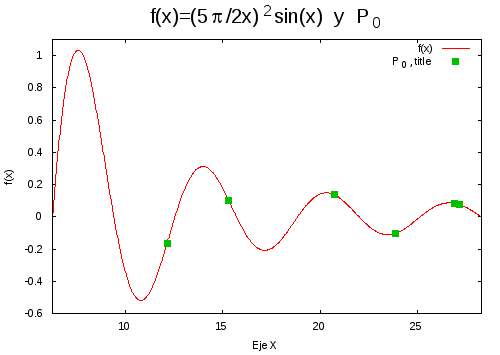 f(x)=(5π/2x)²sin(x) y P₀
f(x)
P₀,title
1
0.8
0.6
0.4
0.2
0
-0.2
-0.4
-0.6
f(x)
10 15 20 25
Eje X